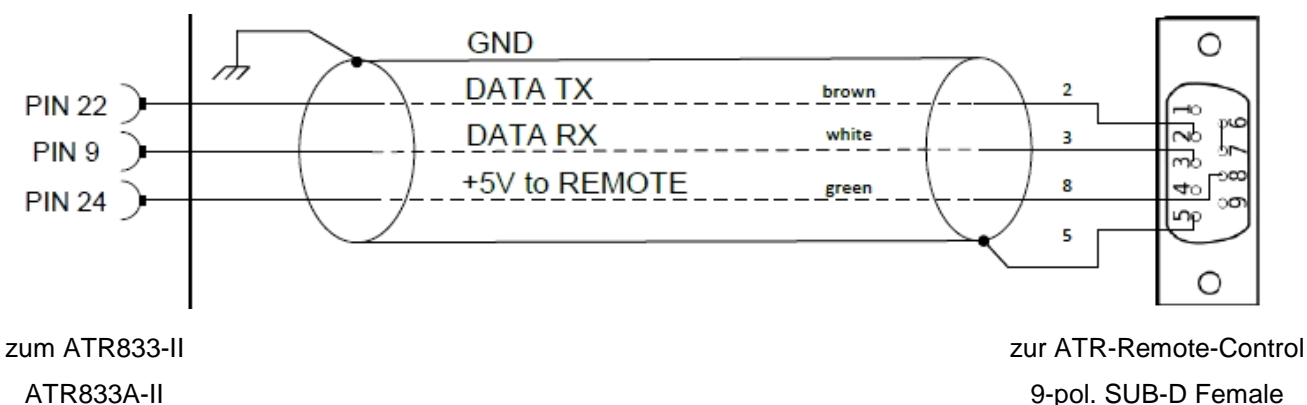 GND
PIN 22 DATA TX brown 2
PIN 9 DATA RX white 3
PIN 24 +5V to REMOTE green 8
5
1
2
3
4
5
6
7
8
9
zum ATR833-II
ATR833A-II
zur ATR-Remote-Control
9-pol. SUB-D Female